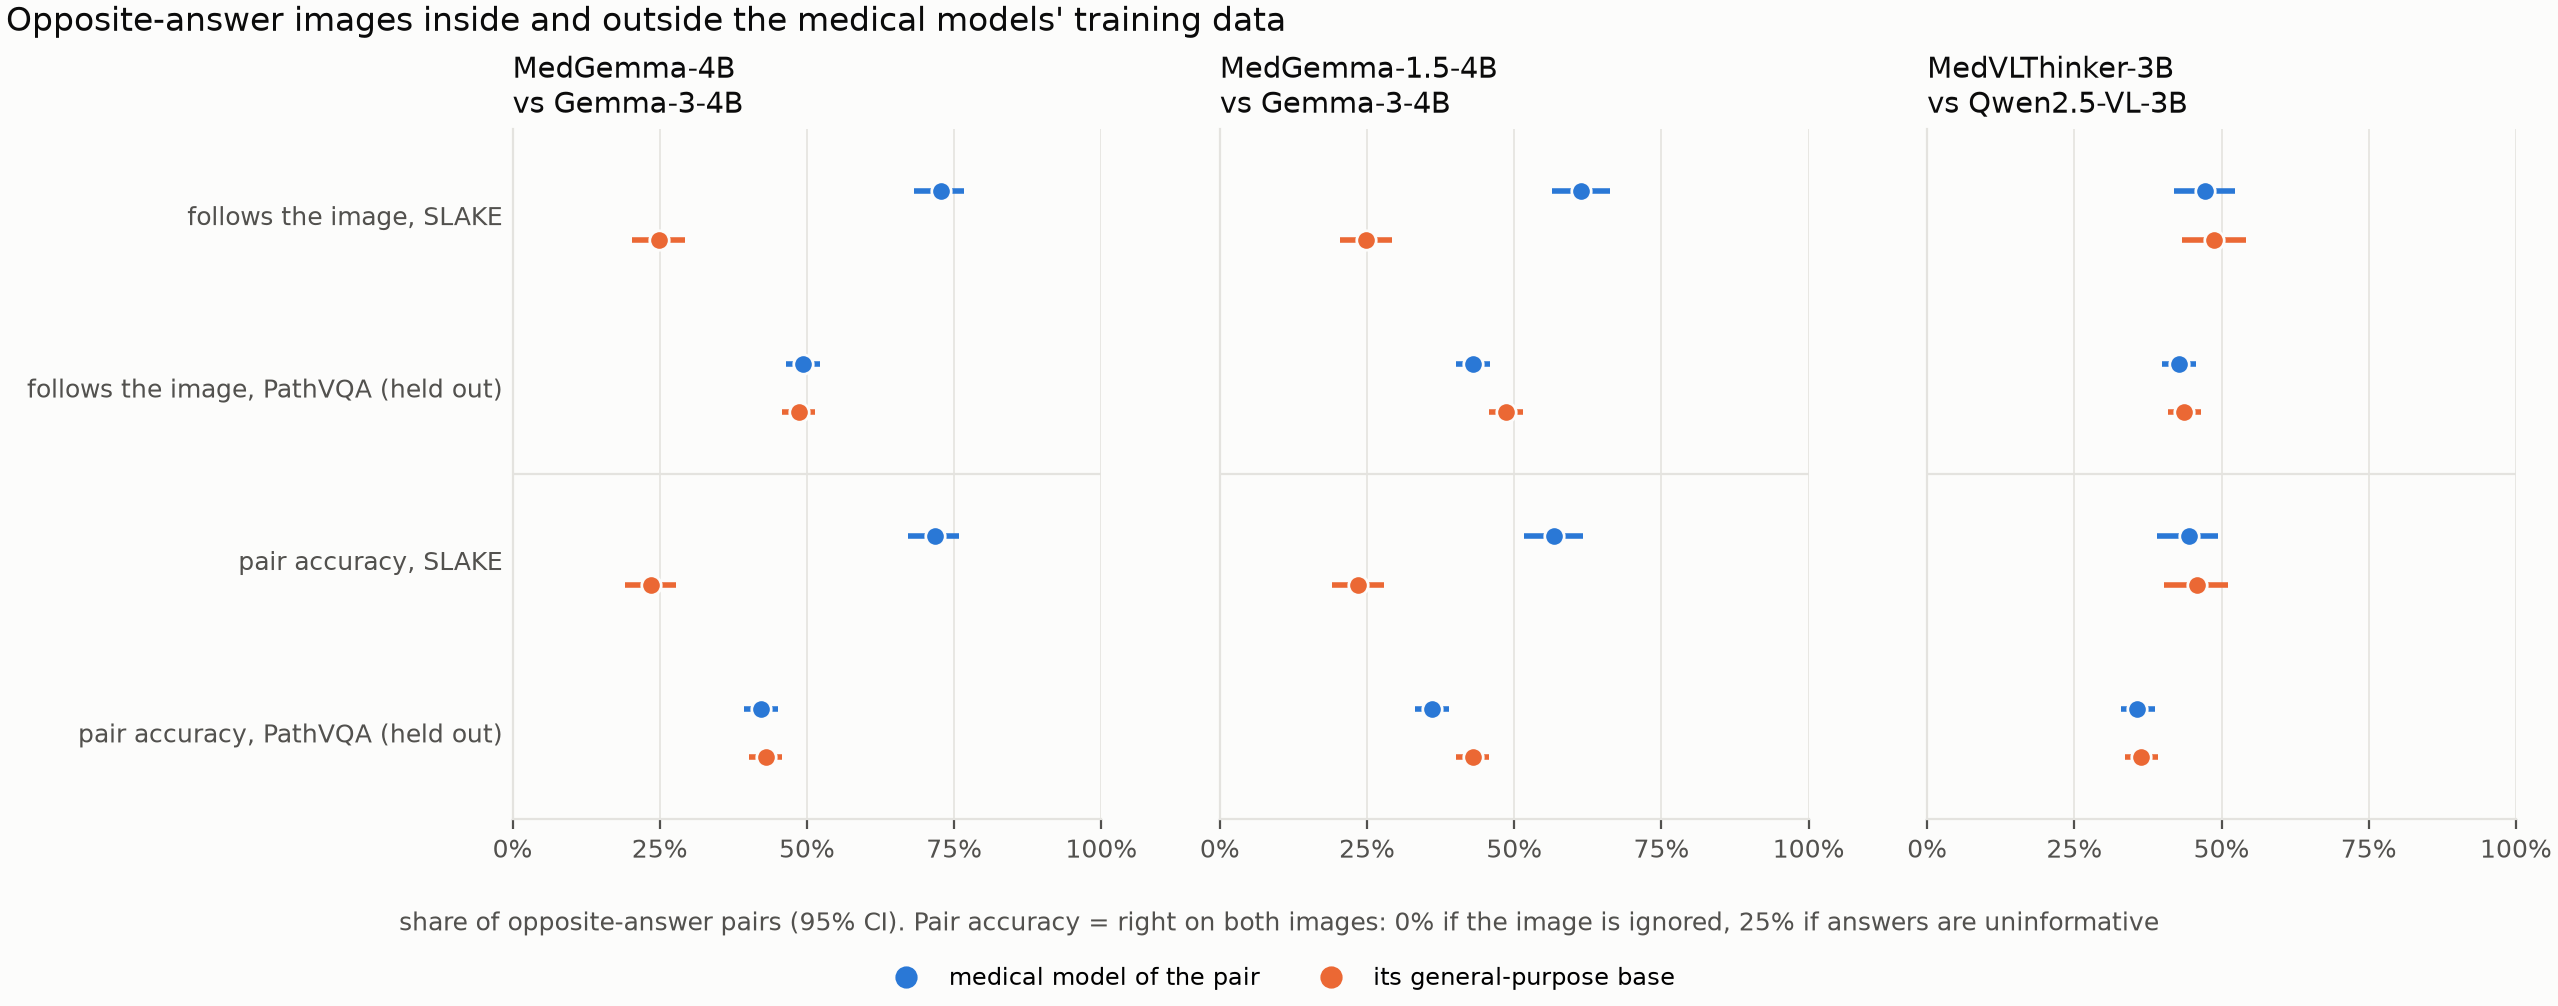 Opposite-answer images inside and outside the medical models' training data
MedGemma-4B
vs Gemma-3-4B
MedGemma-1.5-4B
vs Gemma-3-4B
MedVLThinker-3B
vs Qwen2.5-VL-3B
follows the image, SLAKE
follows the image, PathVQA (held out)
pair accuracy, SLAKE
pair accuracy, PathVQA (held out)
0% 25% 50% 75% 100%
0% 25% 50% 75% 100%
0% 25% 50% 75% 100%
share of opposite-answer pairs (95% CI). Pair accuracy = right on both images: 0% if the image is ignored, 25% if answers are uninformative
medical model of the pair
its general-purpose base